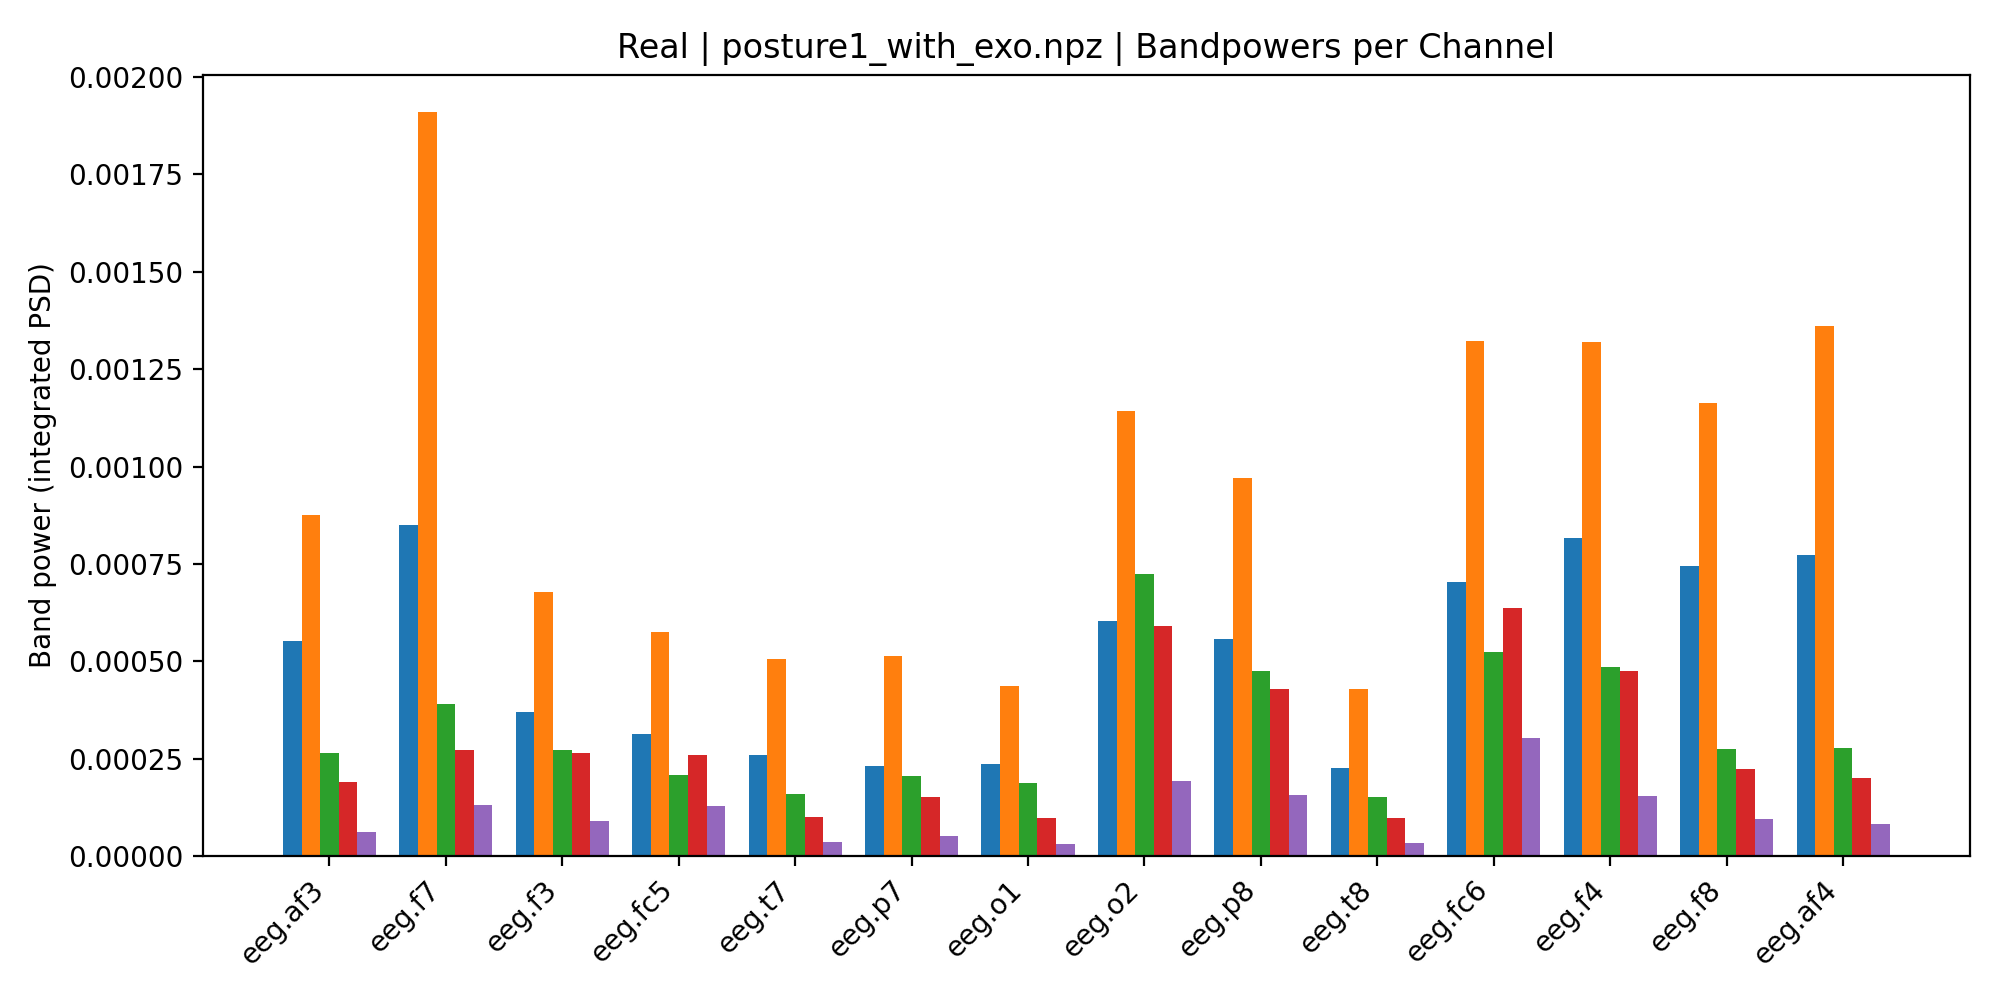 Real | posture1_with_exo.npz | Bandpowers per Channel
Band power (integrated PSD)
0.00200
0.00175
0.00150
0.00125
0.00100
0.00075
0.00050
0.00025
0.00000
eeg.af3
eeg.f7
eeg.f3
eeg.fc5
eeg.t7
eeg.p7
eeg.o1
eeg.o2
eeg.p8
eeg.t8
eeg.fc6
eeg.f4
eeg.f8
eeg.af4